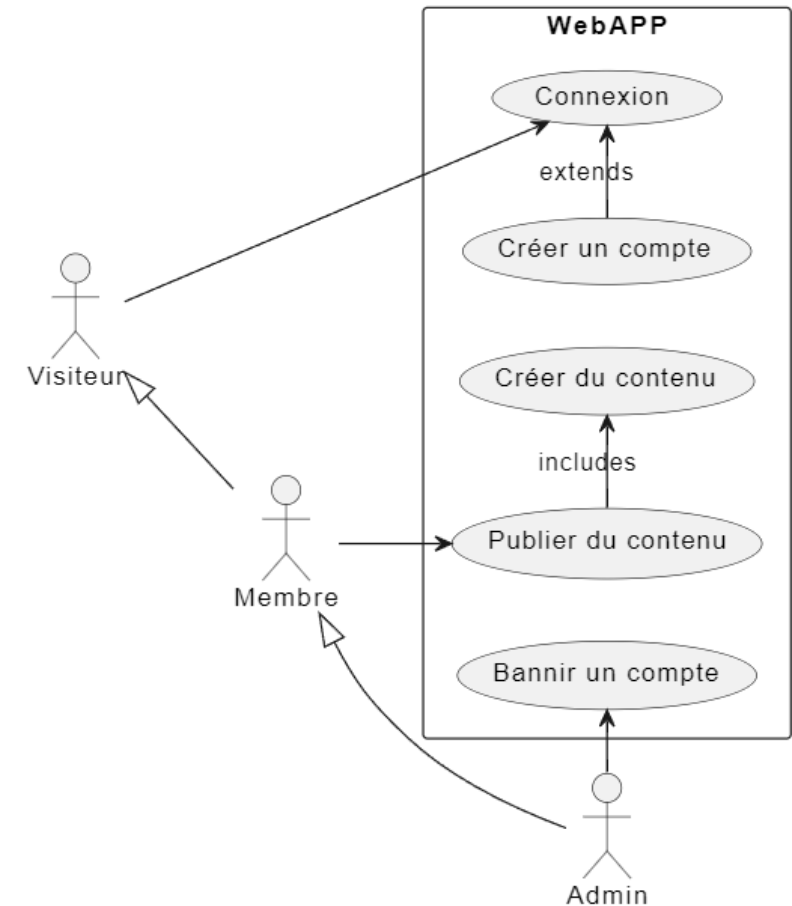 WebAPP
Connexion
extends
Créer un compte
Visiteur
Créer du contenu
includes
Membre
Publier du contenu
Bannir un compte
Admin